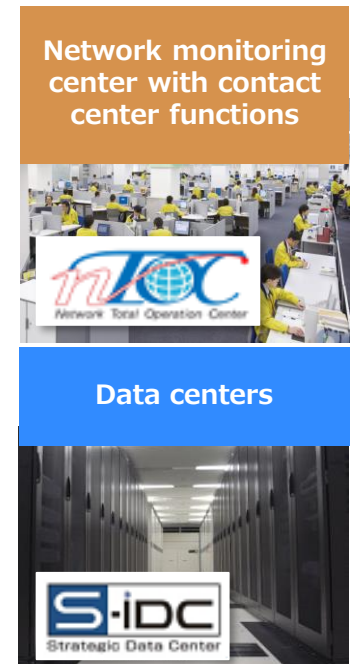 Network monitoring
center with contact
center functions
nTOC
Network Total Operation Center
Data centers
S-iDC
Strategic Data Center